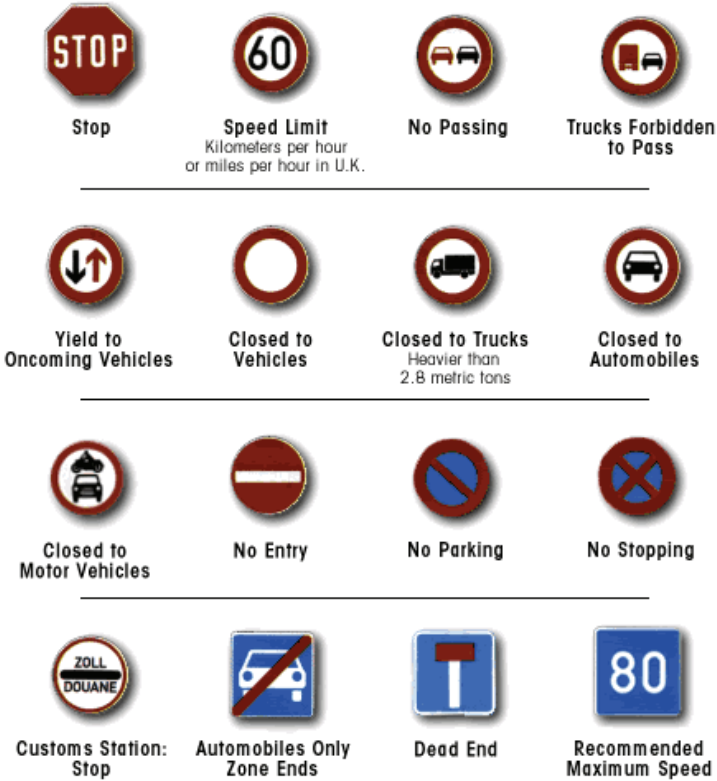 STOP
60
Stop
Speed Limit
Kilometers per hour
or miles per hour in U.K.
No Passing
Trucks Forbidden
to Pass
Yield to
Oncoming Vehicles
Closed to
Vehicles
Closed to Trucks
Heavier than
2.8 metric tons
Closed to
Automobiles
Closed to
Motor Vehicles
No Entry
No Parking
No Stopping
ZOLL
DOUANE
80
Customs Station:
Stop
Automobiles Only
Zone Ends
Dead End
Recommended
Maximum Speed